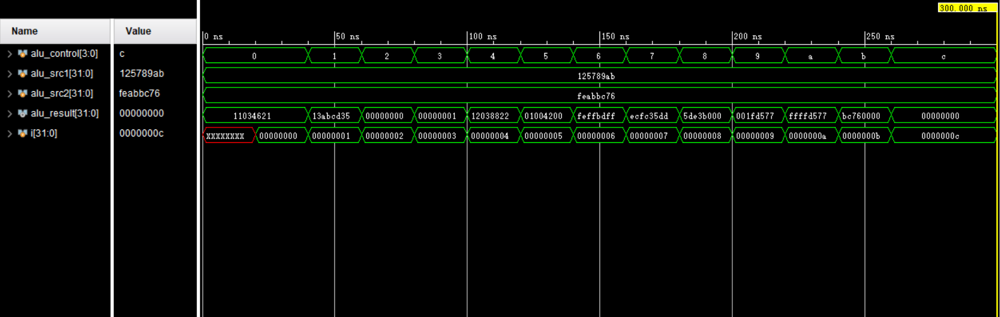 300.000 ns
Name Value
0 ns 50 ns 100 ns 150 ns 200 ns 250 ns
alu_control[3:0] c 0 1 2 3 4 5 6 7 8 9 a b c
alu_src1[31:0] 125789ab 125789ab
alu_src2[31:0] feabbc76 feabbc76
alu_result[31:0] 00000000 11034621 13abcd35 00000000 00000001 12038822 01004200 feffbdff ecfc35dd 5de3b000 001fd577 ffffd577 bc760000 00000000
i[31:0] 0000000c XXXXXXXX 00000000 00000001 00000002 00000003 00000004 00000005 00000006 00000007 00000008 00000009 0000000a 0000000b 0000000c